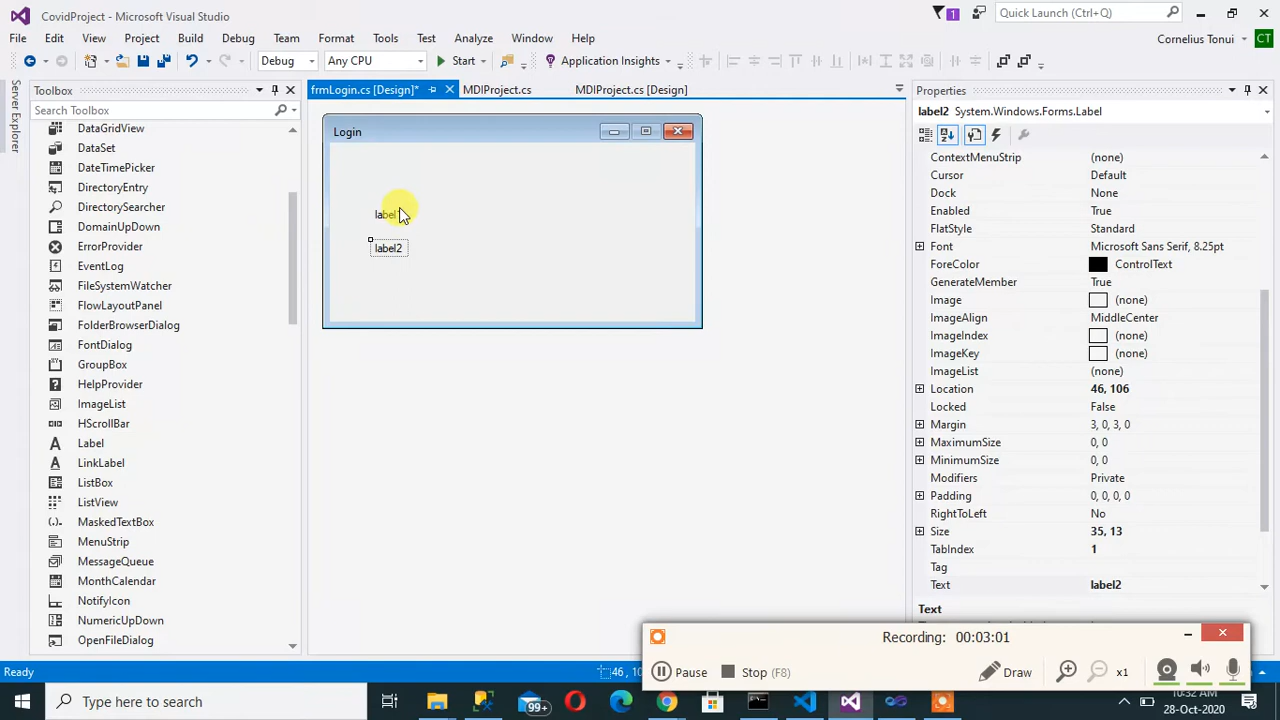 CovidProject - Microsoft Visual Studio
1
Quick Launch (Ctrl+Q)
File Edit View Project Build Debug Team Format Tools Test Analyze Window Help
Cornelius Tonui CT
Debug Any CPU Start Application Insights
Server Explorer
Toolbox
Search Toolbox
DataGridView
DataSet
DateTimePicker
DirectoryEntry
DirectorySearcher
DomainUpDown
ErrorProvider
EventLog
FileSystemWatcher
FlowLayoutPanel
FolderBrowserDialog
FontDialog
GroupBox
HelpProvider
ImageList
HScrollBar
Label
LinkLabel
ListBox
ListView
MaskedTextBox
MenuStrip
MessageQueue
MonthCalendar
NotifyIcon
NumericUpDown
OpenFileDialog
frmLogin.cs [Design]* MDIProject.cs MDIProject.cs [Design]
Login
label2
Properties
label2 System.Windows.Forms.Label
ContextMenuStrip (none)
Cursor Default
Dock None
Enabled True
FlatStyle Standard
Font Microsoft Sans Serif, 8.25pt
ForeColor ControlText
GenerateMember True
Image (none)
ImageAlign MiddleCenter
ImageIndex (none)
ImageKey (none)
ImageList (none)
Location 46, 106
Locked False
Margin 3, 0, 3, 0
MaximumSize 0, 0
MinimumSize 0, 0
Modifiers Private
Padding 0, 0, 0, 0
RightToLeft No
Size 35, 13
TabIndex 1
Tag
Text label2
Text
Recording: 00:03:01
Pause Stop (F8) Draw x1
Ready
Type here to search
99+
10:32 AM
28-Oct-2020